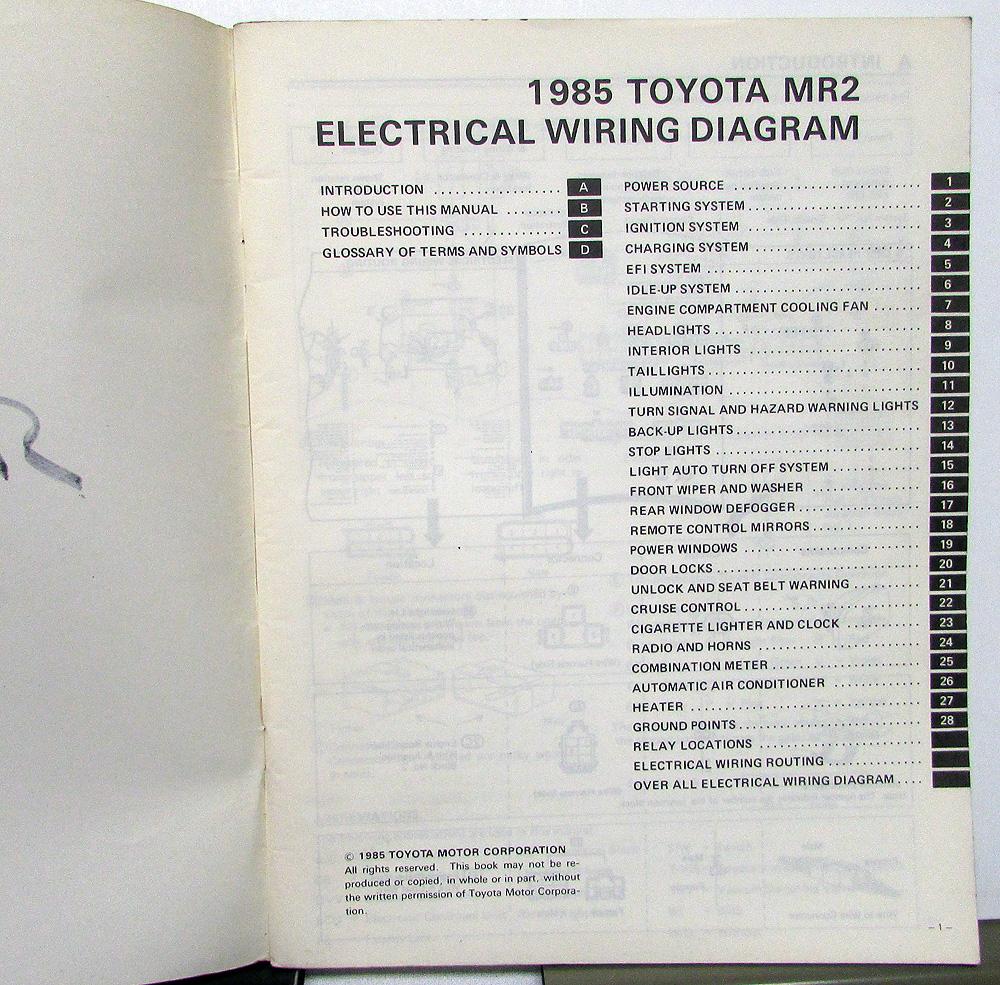 1985 TOYOTA MR2
ELECTRICAL WIRING DIAGRAM
INTRODUCTION .................. A
HOW TO USE THIS MANUAL ........ B
TROUBLESHOOTING .............. C
GLOSSARY OF TERMS AND SYMBOLS D
POWER SOURCE .......................... 1
STARTING SYSTEM ........................ 2
IGNITION SYSTEM ......................... 3
CHARGING SYSTEM ........................ 4
EFI SYSTEM .............................. 5
IDLE-UP SYSTEM .......................... 6
ENGINE COMPARTMENT COOLING FAN ....... 7
HEADLIGHTS ............................. 8
INTERIOR LIGHTS ........................ 9
TAILLIGHTS .............................. 10
ILLUMINATION ........................... 11
TURN SIGNAL AND HAZARD WARNING LIGHTS 12
BACK-UP LIGHTS .......................... 13
STOP LIGHTS ............................. 14
LIGHT AUTO TURN OFF SYSTEM ............ 15
FRONT WIPER AND WASHER ............... 16
REAR WINDOW DEFOGGER ................. 17
REMOTE CONTROL MIRRORS ............... 18
POWER WINDOWS ........................ 19
DOOR LOCKS ............................. 20
UNLOCK AND SEAT BELT WARNING .......... 21
CRUISE CONTROL ......................... 22
CIGARETTE LIGHTER AND CLOCK ........... 23
RADIO AND HORNS ....................... 24
COMBINATION METER ..................... 25
AUTOMATIC AIR CONDITIONER ............ 26
HEATER ................................. 27
GROUND POINTS .......................... 28
RELAY LOCATIONS .......................
ELECTRICAL WIRING ROUTING .............
OVER ALL ELECTRICAL WIRING DIAGRAM ....
© 1985 TOYOTA MOTOR CORPORATION
All rights reserved. This book may not be re-
produced or copied, in whole or in part, without
the written permission of Toyota Motor Corpora-
tion.
–1–